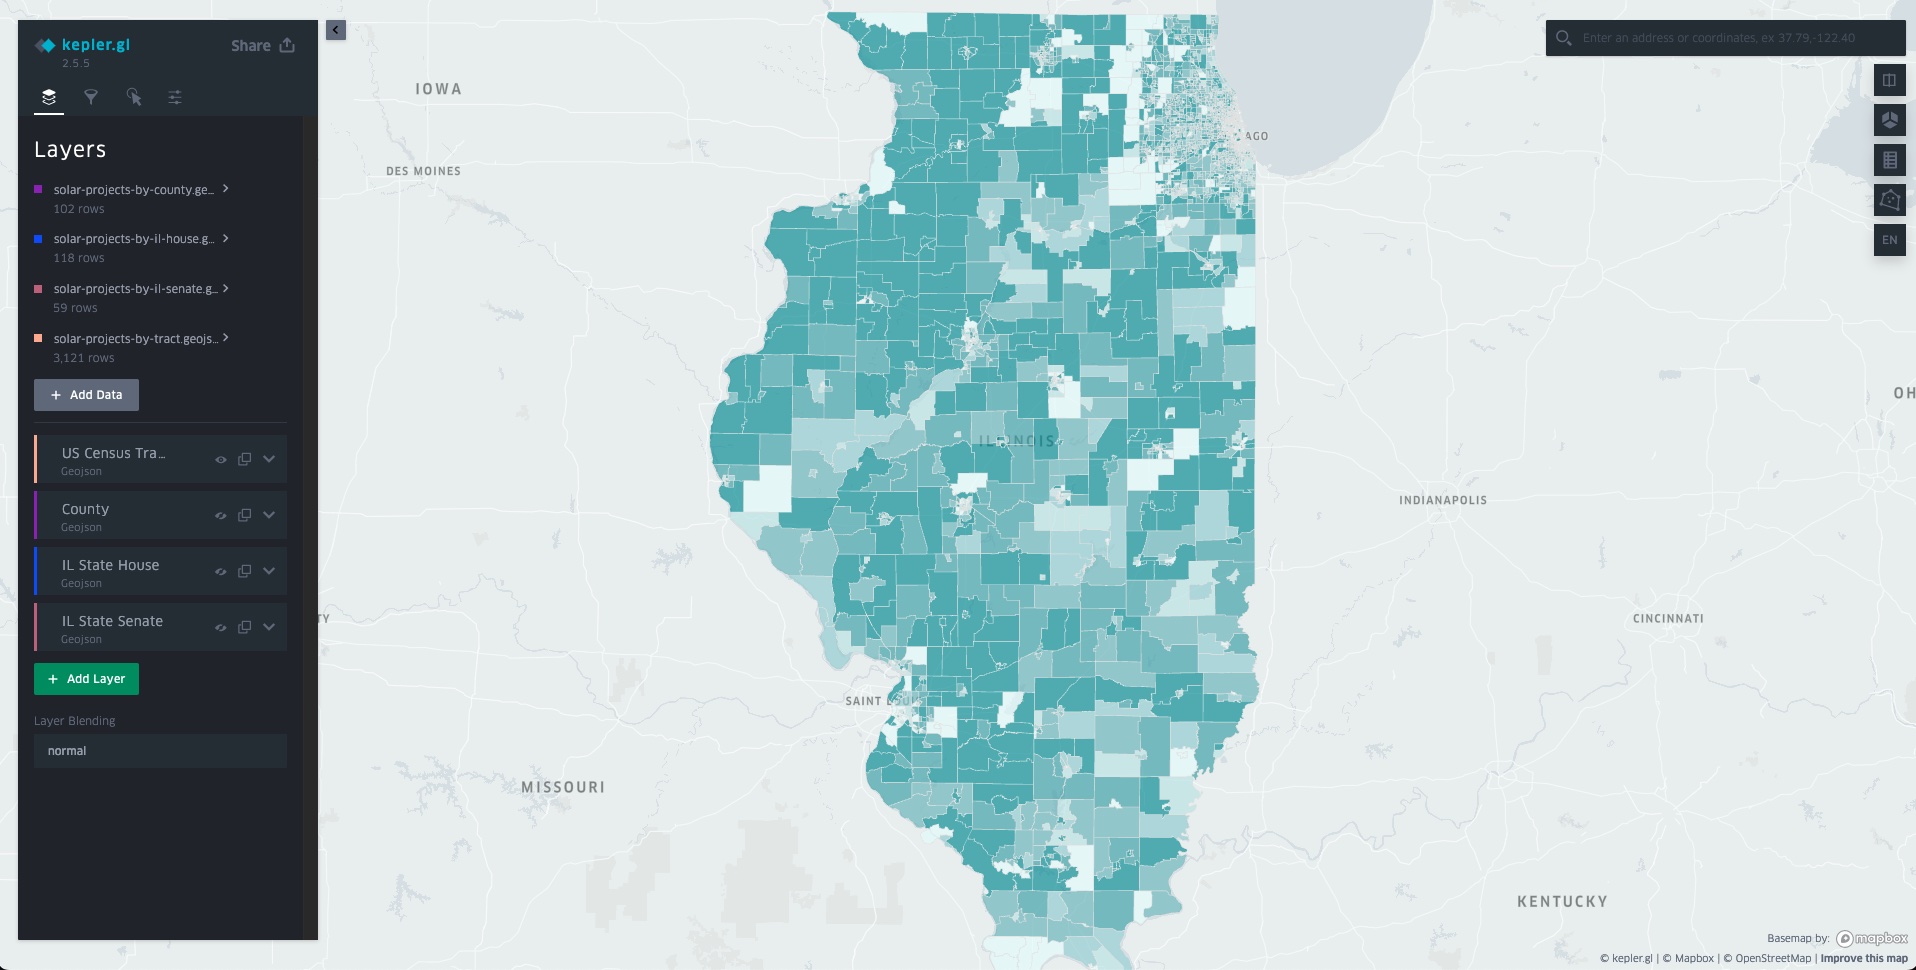 kepler.gl
2.5.5
Share
Layers
solar-projects-by-county.ge...
102 rows
solar-projects-by-il-house.g...
118 rows
solar-projects-by-il-senate.g...
59 rows
solar-projects-by-tract.geojs...
3,121 rows
+ Add Data
US Census Tra...
Geojson
County
Geojson
IL State House
Geojson
IL State Senate
Geojson
+ Add Layer
Layer Blending
normal
Enter an address or coordinates, ex 37.79,-122.40
EN
IOWA
AGO
DES MOINES
OH
ILLINOIS
INDIANAPOLIS
TY
CINCINNATI
SAINT LOUIS
MISSOURI
KENTUCKY
Basemap by: mapbox
© kepler.gl | © Mapbox | © OpenStreetMap | Improve this map